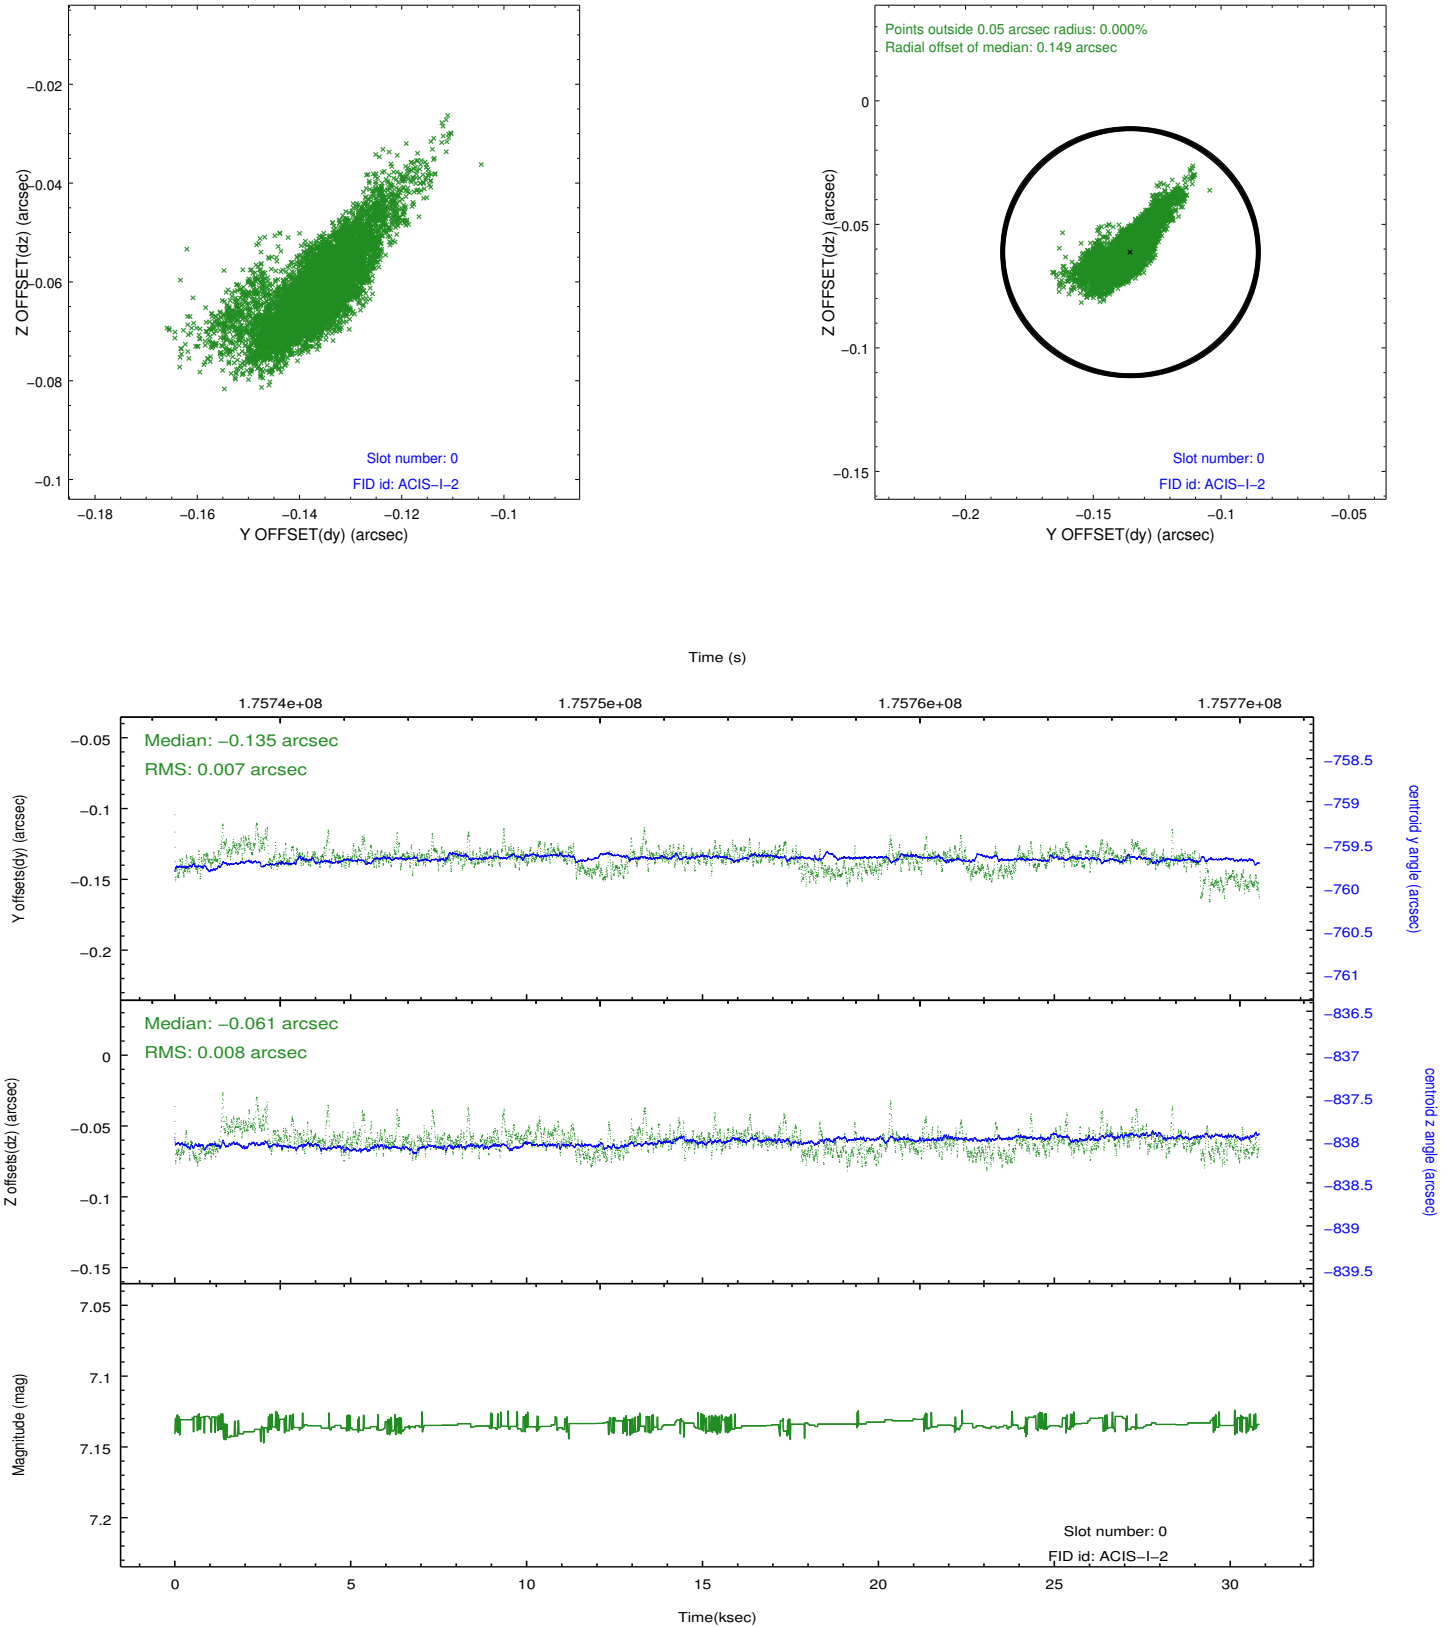 −0.02
−0.04
−0.06
−0.08
−0.1
Z OFFSET(dz) (arcsec)
Slot number: 0
FID id: ACIS−I−2
−0.18
−0.16
−0.14
−0.12
−0.1
Y OFFSET(dy) (arcsec)
Points outside 0.05 arcsec radius: 0.000%
Radial offset of median: 0.149 arcsec
0
−0.05
−0.1
−0.15
Z OFFSET(dz) (arcsec)
Slot number: 0
FID id: ACIS−I−2
−0.2
−0.15
−0.1
−0.05
Y OFFSET(dy) (arcsec)
Time (s)
1.7574e+08
1.7575e+08
1.7576e+08
1.7577e+08
Median: −0.135 arcsec
RMS: 0.007 arcsec
−0.05
−0.1
−0.15
−0.2
Y offsets(dy) (arcsec)
−758.5
−759
−759.5
−760
−760.5
−761
centroid y angle (arcsec)
Median: −0.061 arcsec
RMS: 0.008 arcsec
0
−0.05
−0.1
−0.15
Z offsets(dz) (arcsec)
−836.5
−837
−837.5
−838
−838.5
−839
−839.5
centroid z angle (arcsec)
7.05
7.1
7.15
7.2
Magnitude (mag)
Slot number: 0
FID id: ACIS−I−2
0
5
10
15
20
25
30
Time(ksec)